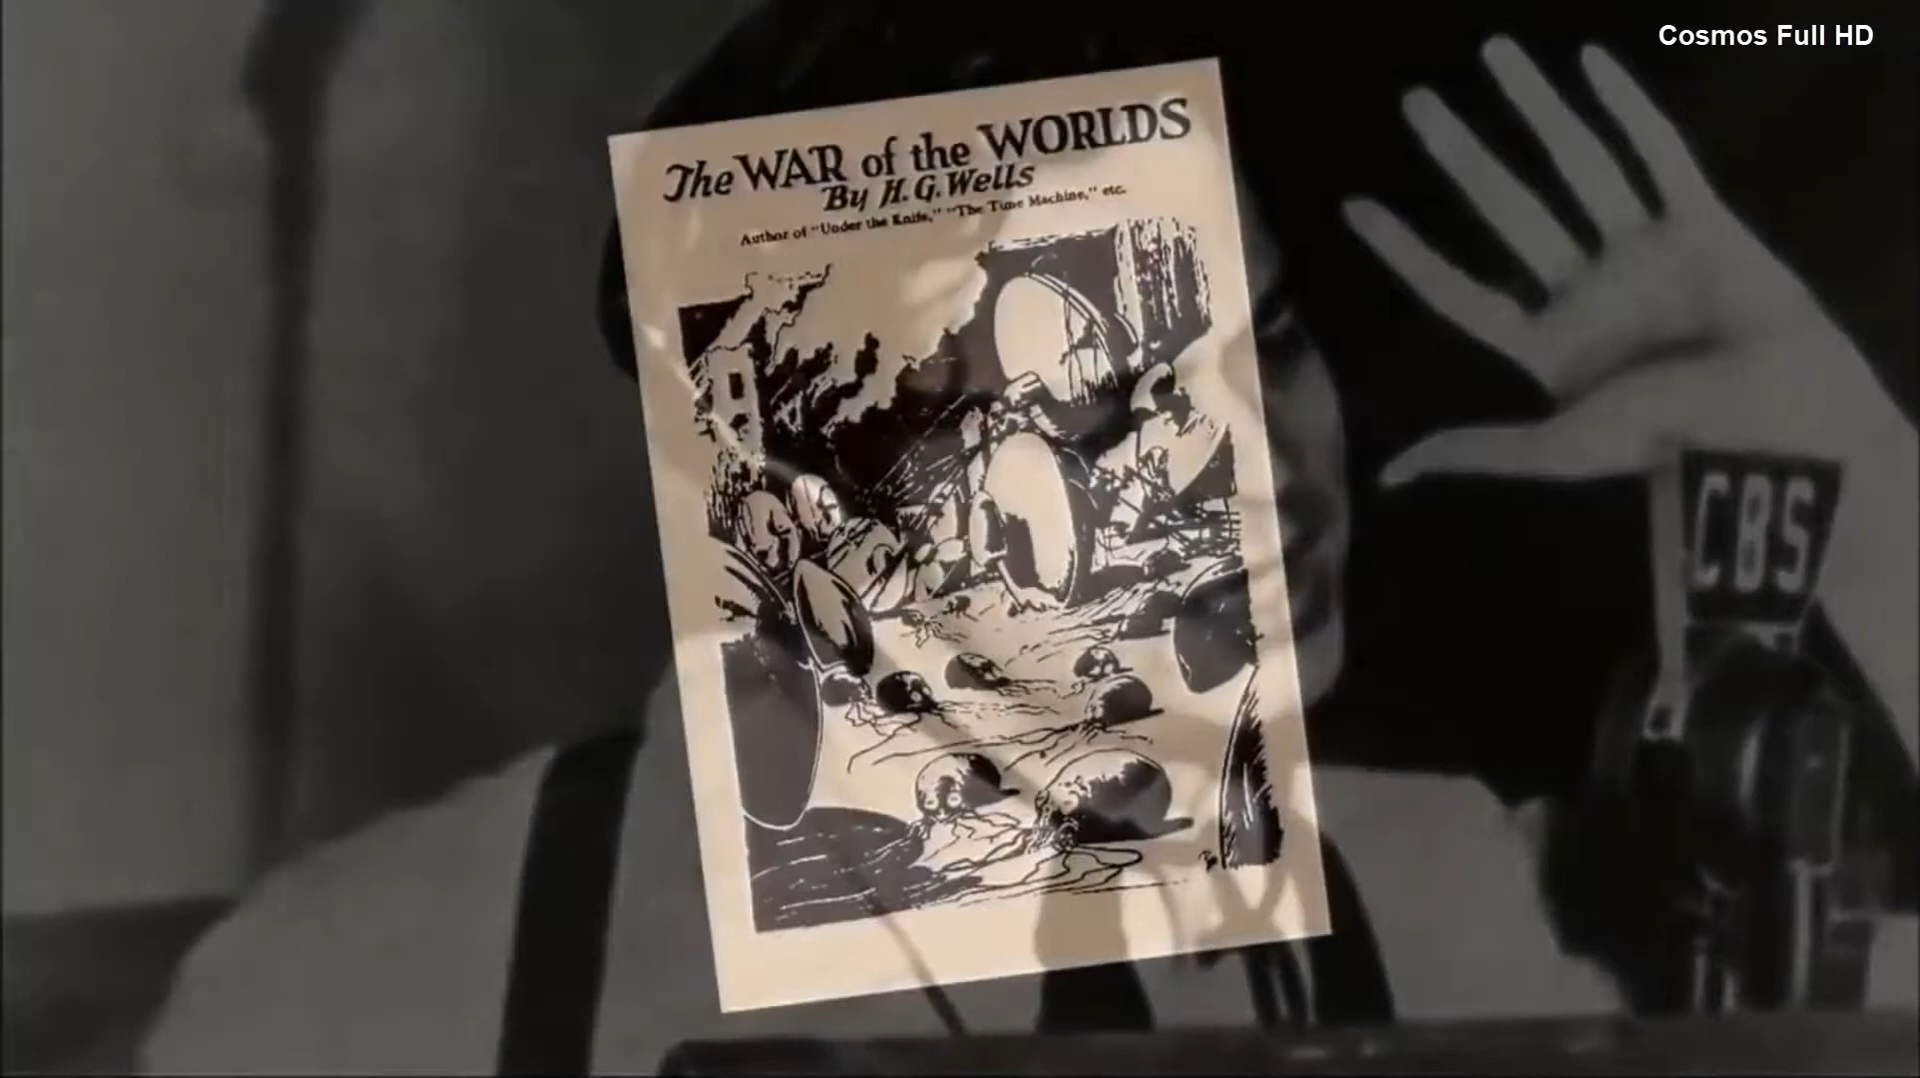 Cosmos Full HD
The WAR of the WORLDS
By H. G. Wells
Author of "Under the Knife," "The Time Machine," etc.
CBS